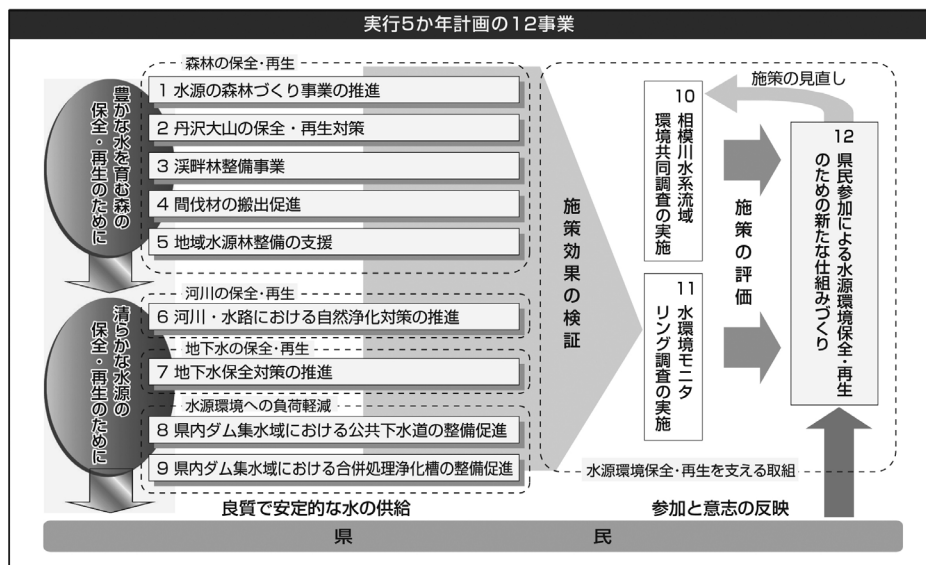 実行5か年計画の12事業
豊かな水を育む森の
保全・再生のために
森林の保全・再生
1 水源の森林づくり事業の推進
2 丹沢大山の保全・再生対策
3 渓畔林整備事業
4 間伐材の搬出促進
5 地域水源林整備の支援
清らかな水源の
保全・再生のために
河川の保全・再生
6 河川・水路における自然浄化対策の推進
地下水の保全・再生
7 地下水保全対策の推進
水源環境への負荷軽減
8 県内ダム集水域における公共下水道の整備促進
9 県内ダム集水域における合併処理浄化槽の整備促進
施策効果の検証
10 相模川水系流域
環境共同調査の実施
11 水環境モニタ
リング調査の実施
施策の評価
施策の見直し
12 県民参加による水源環境保全・再生
のための新たな仕組みづくり
水源環境保全・再生を支える取組
良質で安定的な水の供給
参加と意志の反映
県民